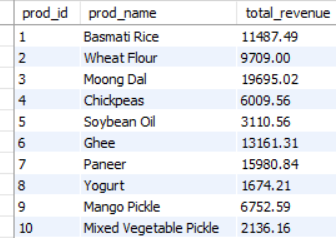 prod_id prod_name total_revenue
1 Basmati Rice 11487.49
2 Wheat Flour 9709.00
3 Moong Dal 19695.02
4 Chickpeas 6009.56
5 Soybean Oil 3110.56
6 Ghee 13161.31
7 Paneer 15980.84
8 Yogurt 1674.21
9 Mango Pickle 6752.59
10 Mixed Vegetable Pickle 2136.16